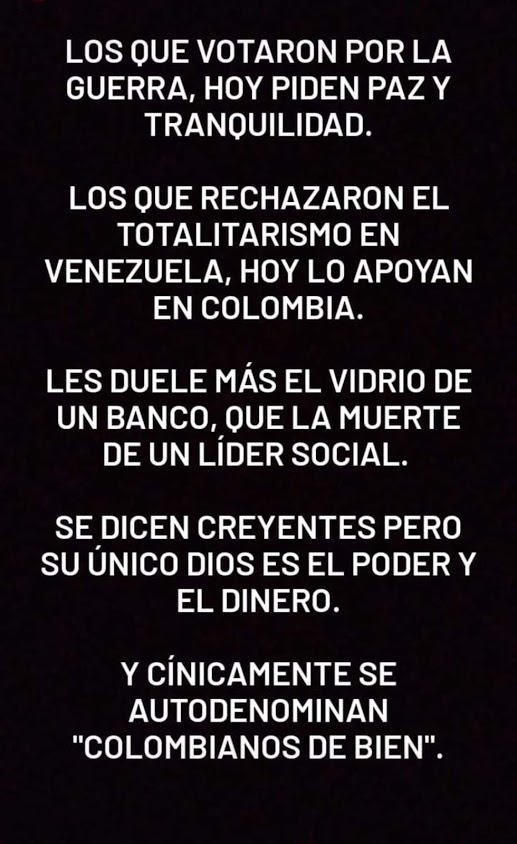 LOS QUE VOTARON POR LA
GUERRA, HOY PIDEN PAZ Y
TRANQUILIDAD.
LOS QUE RECHAZARON EL
TOTALITARISMO EN
VENEZUELA, HOY LO APOYAN
EN COLOMBIA.
LES DUELE MÁS EL VIDRIO DE
UN BANCO, QUE LA MUERTE
DE UN LÍDER SOCIAL.
SE DICEN CREYENTES PERO
SU ÚNICO DIOS ES EL PODER Y
EL DINERO.
Y CÍNICAMENTE SE
AUTODENOMINAN
"COLOMBIANOS DE BIEN".